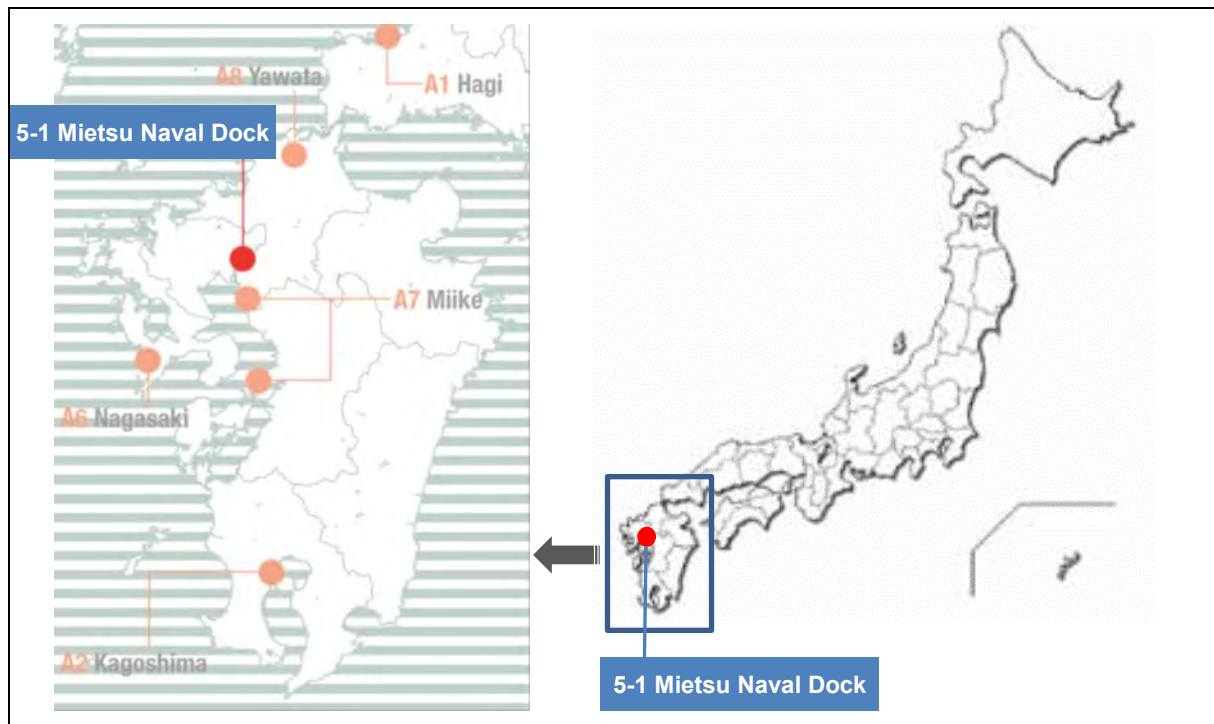 A8 Yawata
A1 Hagi
5-1 Mietsu Naval Dock
A7 Miike
A6 Nagasaki
A2 Kagoshima
5-1 Mietsu Naval Dock